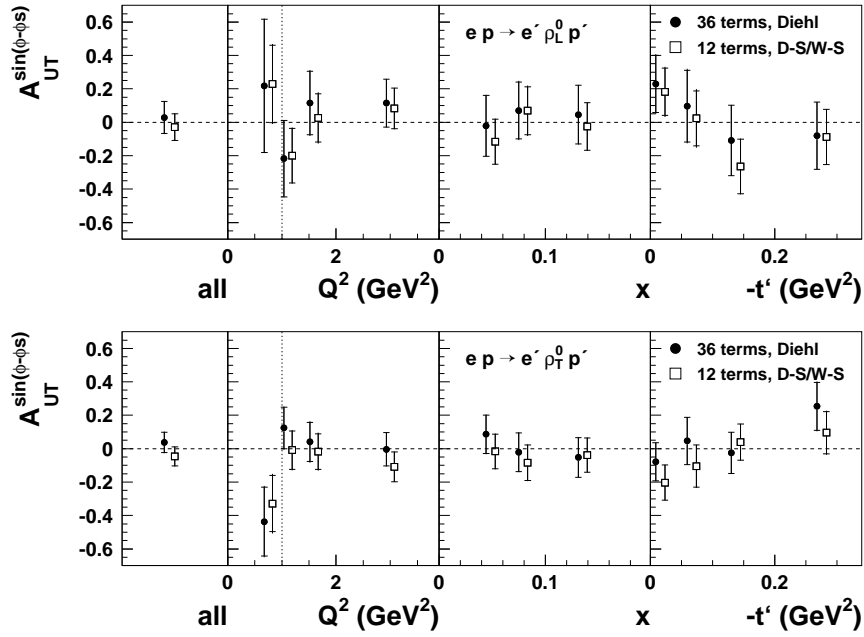 A_UT^sin(ϕ-ϕs)
0.6
0.4
0.2
0
-0.2
-0.4
-0.6
e p → e´ ρ_L^0 p´
● 36 terms, Diehl
□ 12 terms, D-S/W-S
0 2 0 0.1 0 0.2
all Q² (GeV²) x -t‘ (GeV²)
A_UT^sin(ϕ-ϕs)
0.6
0.4
0.2
0
-0.2
-0.4
-0.6
e p → e´ ρ_T^0 p´
● 36 terms, Diehl
□ 12 terms, D-S/W-S
0 2 0 0.1 0 0.2
all Q² (GeV²) x -t‘ (GeV²)